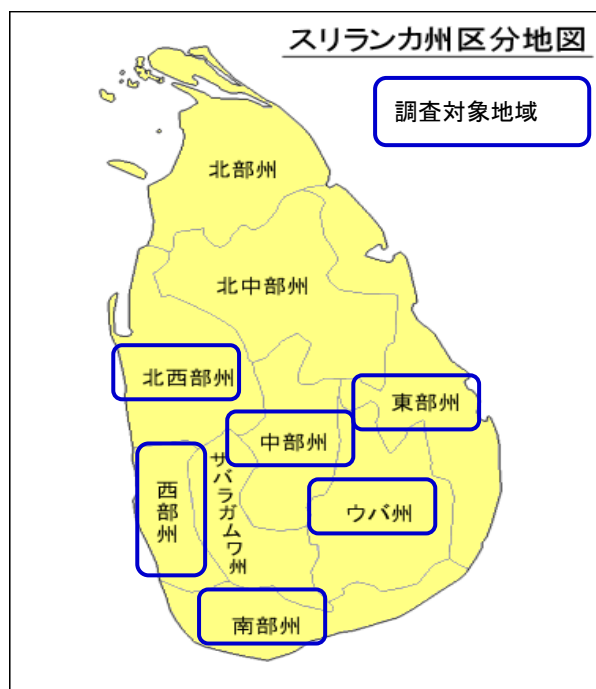 スリランカ州区分地図
調査対象地域
北部州
北中部州
北西部州
東部州
中部州
サバラガムワ州
西部州
ウバ州
南部州